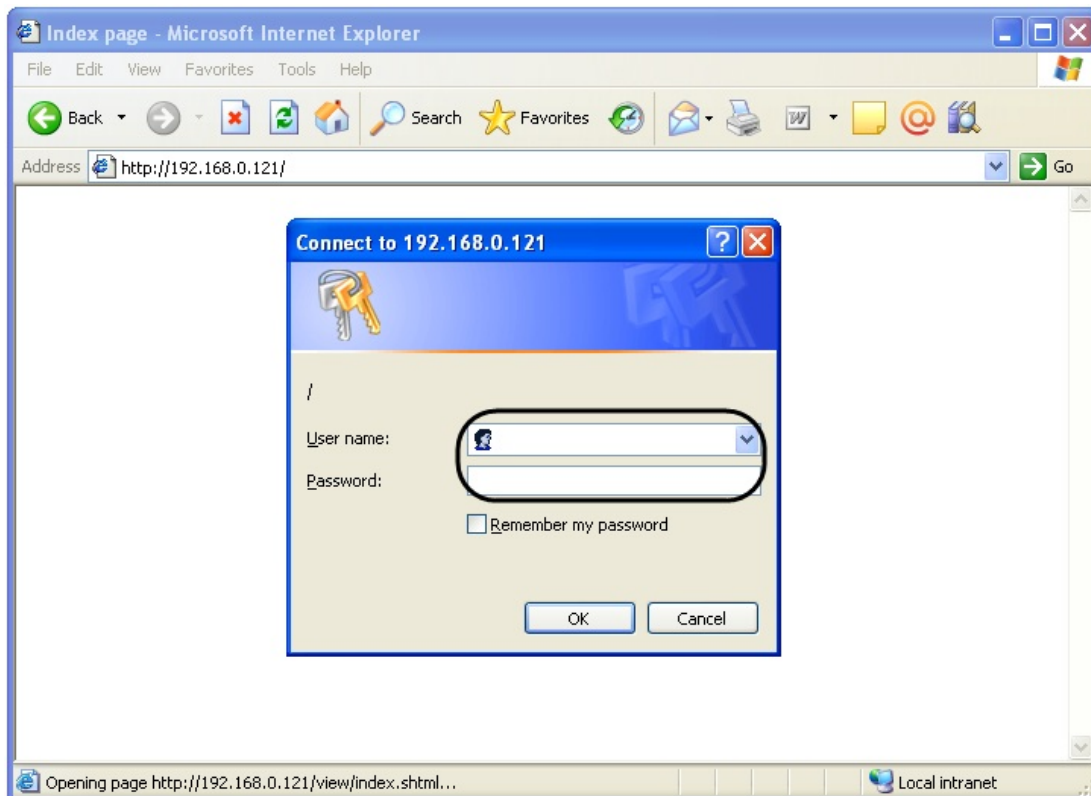 Index page - Microsoft Internet Explorer
File Edit View Favorites Tools Help
Back Search Favorites W @
Address http://192.168.0.121/ Go
Connect to 192.168.0.121 ?
/
User name:
Password:
Remember my password
OK Cancel
Opening page http://192.168.0.121/view/index.shtml... Local intranet